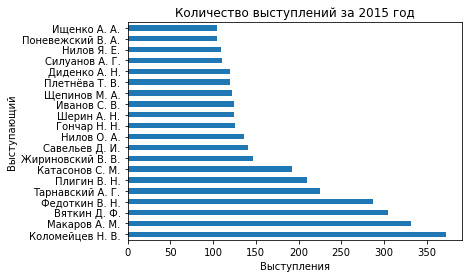 Количество выступлений за 2015 год
Выступающий
Ищенко А. А.
Поневежский В. А.
Нилов Я. Е.
Силуанов А. Г.
Диденко А. Н.
Плетнёва Т. В.
Щепинов М. А.
Иванов С. В.
Шерин А. Н.
Гончар Н. Н.
Нилов О. А.
Савельев Д. И.
Жириновский В. В.
Катасонов С. М.
Плигин В. Н.
Тарнавский А. Г.
Федоткин В. Н.
Вяткин Д. Ф.
Макаров А. М.
Коломейцев Н. В.
0 50 100 150 200 250 300 350
Выступления